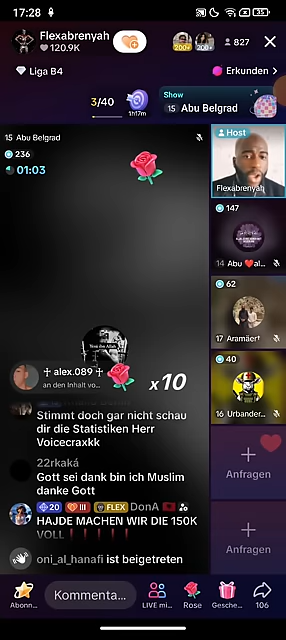 17:28
35
Flexabrenyah
120.9K
200+
200+
827
Liga B4
Erkunden
3/40
1h17m
Show
15 Abu Belgrad
15 Abu Belgrad
236
01:03
Host
Flexabrenyah
147
14 Abu ❤️al...
62
17 Aramäer†
40
16 Urbander...
☥ alex.089 ☥
an den Inhalt vo...
x10
Stimmt doch gar nicht schau
dir die Statistiken Herr
Voicecraxkk
22rkaká
Gott sei dank bin ich Muslim
danke Gott
20 III FLEX DonA
HAJDE MACHEN WIR DIE 150K
VOLL❗❗❗❗
oni_al_hanafi ist beigetreten
Anfragen
Anfragen
Abonn...
Kommenta...
LIVE mi...
Rose
Gesche...
106